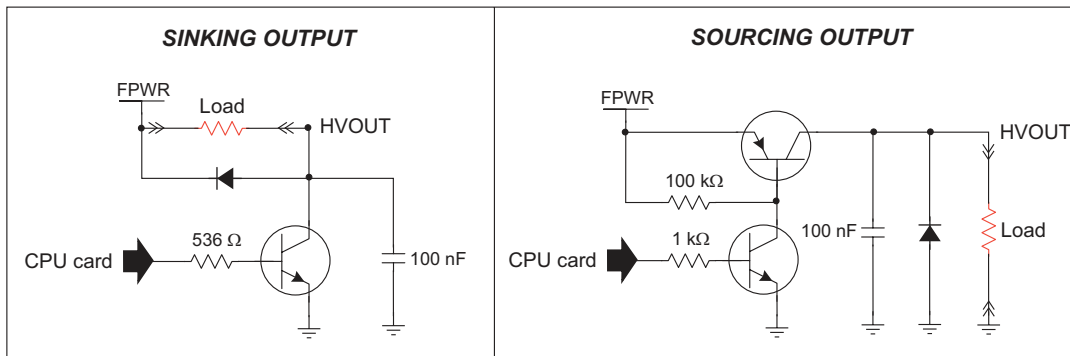 SINKING OUTPUT
FPWR
Load
HVOUT
536 Ω
CPU card
100 nF
SOURCING OUTPUT
FPWR
HVOUT
100 kΩ
1 kΩ
100 nF
Load
CPU card